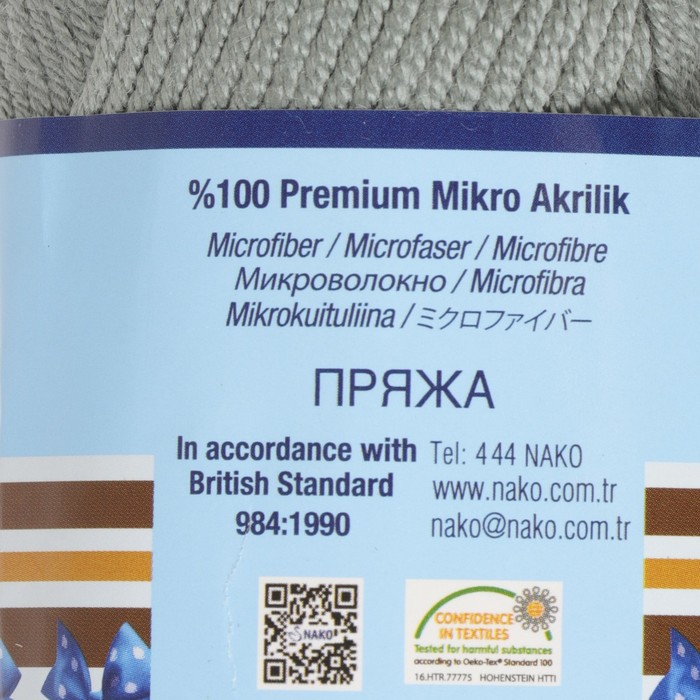 %100 Premium Mikro Akrilik
Microfiber / Microfaser / Microfibre
Микроволокно / Microfibra
Mikrokuituliina / ミクロファイバー
ПРЯЖА
In accordance with
British Standard
984:1990
Tel: 444 NAKO
www.nako.com.tr
nako@nako.com.tr
NAKO
CONFIDENCE
IN TEXTILES
Tested for harmful substances
according to Oeko-Tex® Standard 100
16.HTR.77775 HOHENSTEIN HTTI